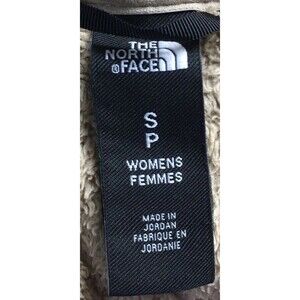 THE
NORTH
FACE
S
P
WOMENS
FEMMES
MADE IN
JORDAN
FABRIQUE EN
JORDANIE